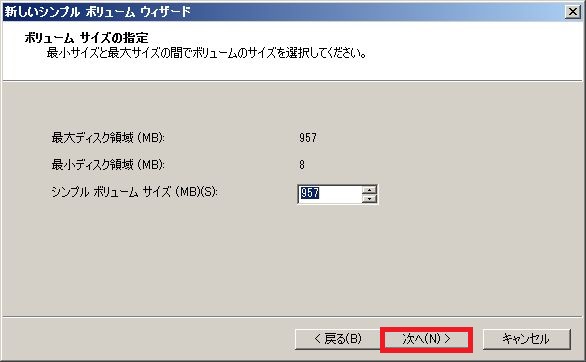 新しいシンプル ボリューム ウィザード
ボリューム サイズの指定
最小サイズと最大サイズの間でボリュームのサイズを選択してください。
最大ディスク領域 (MB): 957
最小ディスク領域 (MB): 8
シンプル ボリューム サイズ (MB)(S): 957
< 戻る(B) 次へ(N) > キャンセル